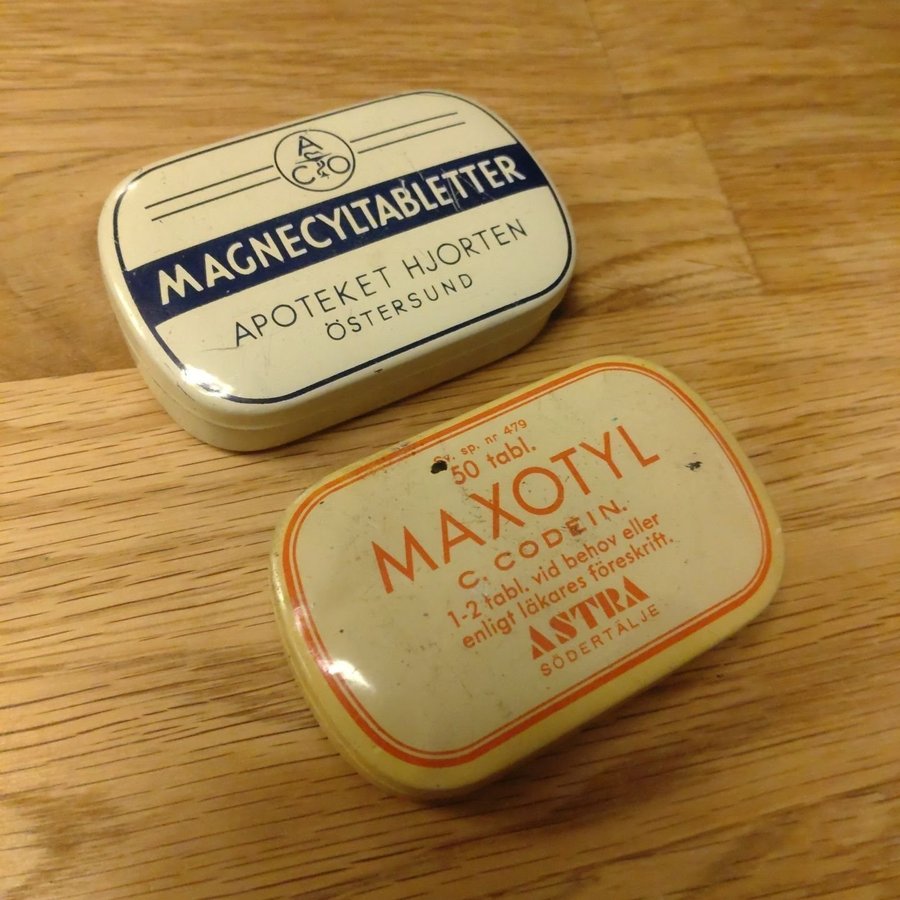 ACO
MAGNECYLTABLETTER
APOTEKET HJORTEN
ÖSTERSUND
sp. nr 479
50 tabl.
MAXOTYL
C. CODEIN.
1-2 tabl. vid behov eller
enligt läkares föreskrift.
ASTRA
SÖDERTÄLJE